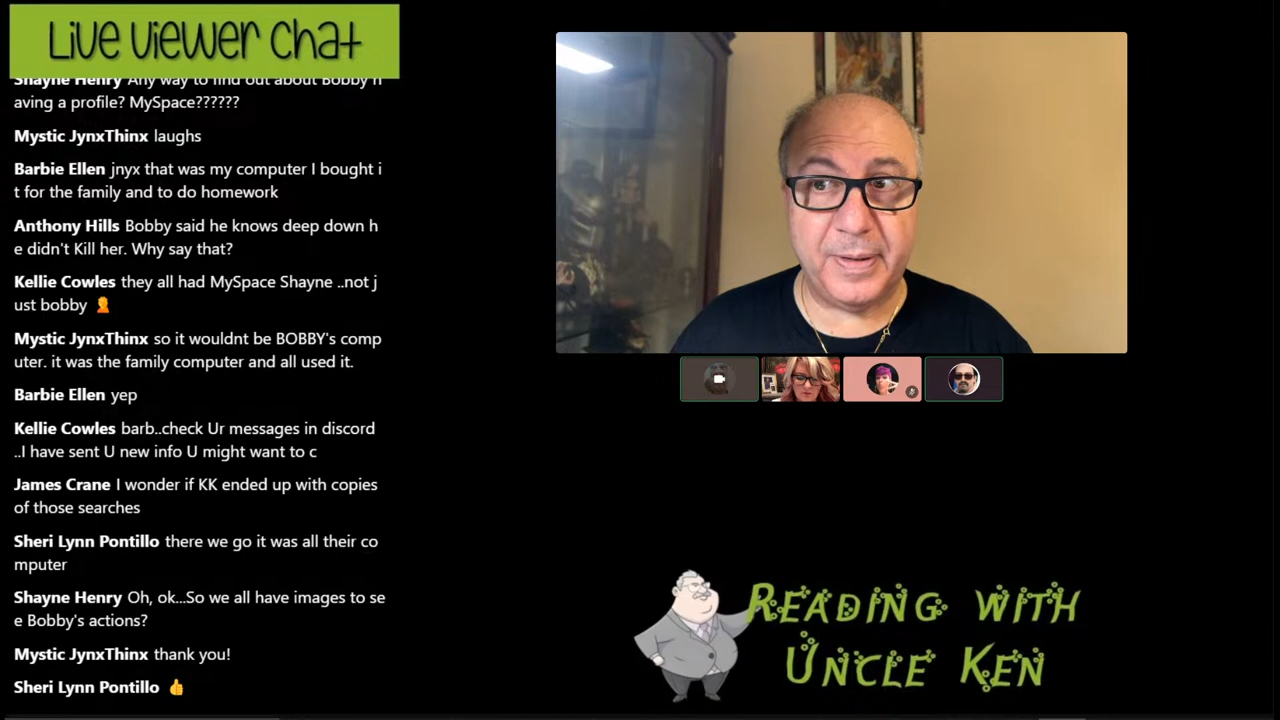 Live Viewer Chat
Shayne Henry Any way to find out about Bobby h
aving a profile? MySpace??????
Mystic JynxThinx laughs
Barbie Ellen jnyx that was my computer I bought i
t for the family and to do homework
Anthony Hills Bobby said he knows deep down h
e didn't Kill her. Why say that?
Kellie Cowles they all had MySpace Shayne ..not j
ust bobby 🤦
Mystic JynxThinx so it wouldnt be BOBBY's comp
uter. it was the family computer and all used it.
Barbie Ellen yep
Kellie Cowles barb..check Ur messages in discord
..I have sent U new info U might want to c
James Crane I wonder if KK ended up with copies
of those searches
Sheri Lynn Pontillo there we go it was all their co
mputer
Shayne Henry Oh, ok...So we all have images to se
e Bobby's actions?
Mystic JynxThinx thank you!
Sheri Lynn Pontillo 👍
Reading with
Uncle Ken